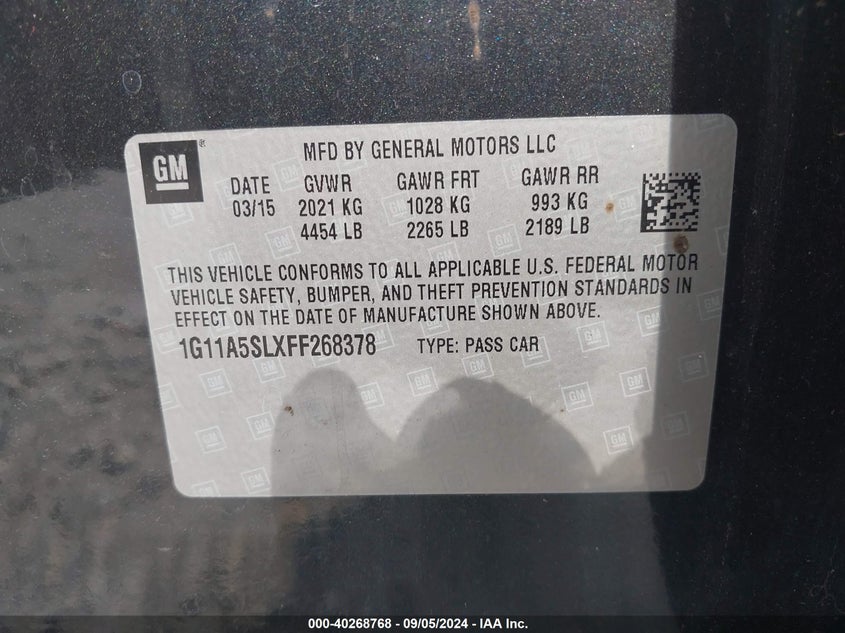 GM
MFD BY GENERAL MOTORS LLC
DATE GVWR GAWR FRT GAWR RR
03/15 2021 KG 1028 KG 993 KG
4454 LB 2265 LB 2189 LB
THIS VEHICLE CONFORMS TO ALL APPLICABLE U.S. FEDERAL MOTOR
VEHICLE SAFETY, BUMPER, AND THEFT PREVENTION STANDARDS IN
EFFECT ON THE DATE OF MANUFACTURE SHOWN ABOVE.
1G11A5SLXFF268378 TYPE: PASS CAR
000-40268768 - 09/05/2024 - IAA Inc.